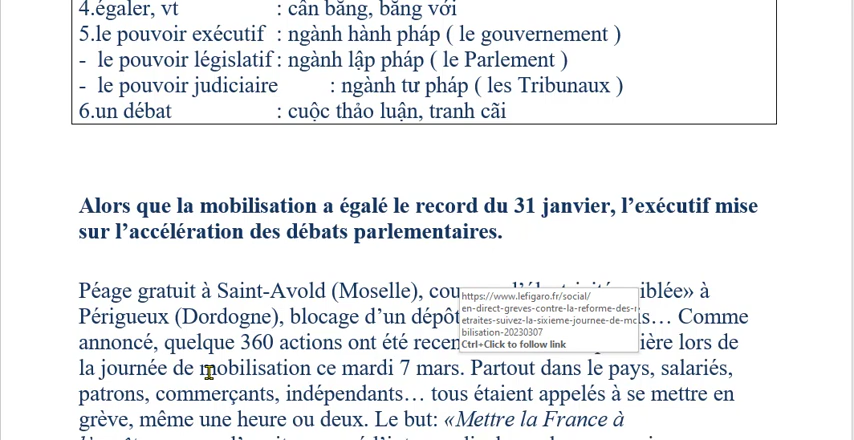 4.égaler, vt : cân bằng, bằng với
5.le pouvoir exécutif : ngành hành pháp ( le gouvernement )
- le pouvoir législatif : ngành lập pháp ( le Parlement )
- le pouvoir judiciaire : ngành tư pháp ( les Tribunaux )
6.un débat : cuộc thảo luận, tranh cãi
Alors que la mobilisation a égalé le record du 31 janvier, l’exécutif mise
sur l’accélération des débats parlementaires.
Péage gratuit à Saint-Avold (Moselle), à
https://www.lefigaro.fr/social/
en-direct-greves-contre-la-reforme-des-r
etraites-suivez-la-sixieme-journee-de-mo
bilisation-20230307
Ctrl+Click to follow link
Périgueux (Dordogne), blocage d’un dépôt Comme
annoncé, quelque 360 actions ont été lors de
la journée de mobilisation ce mardi 7 mars. Partout dans le pays, salariés,
patrons, commerçants, indépendants… tous étaient appelés à se mettre en
grève, même une heure ou deux. Le but: «Mettre la France à